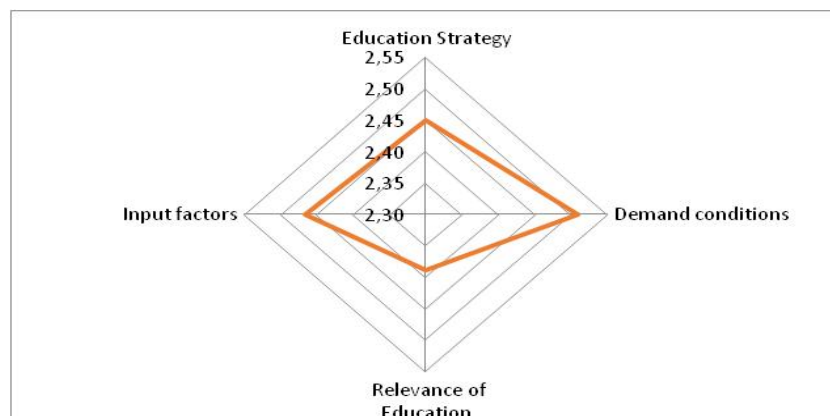 Education Strategy
2,55
2,50
2,45
2,40
2,35
2,30
Input factors
Demand conditions
Relevance of
Education